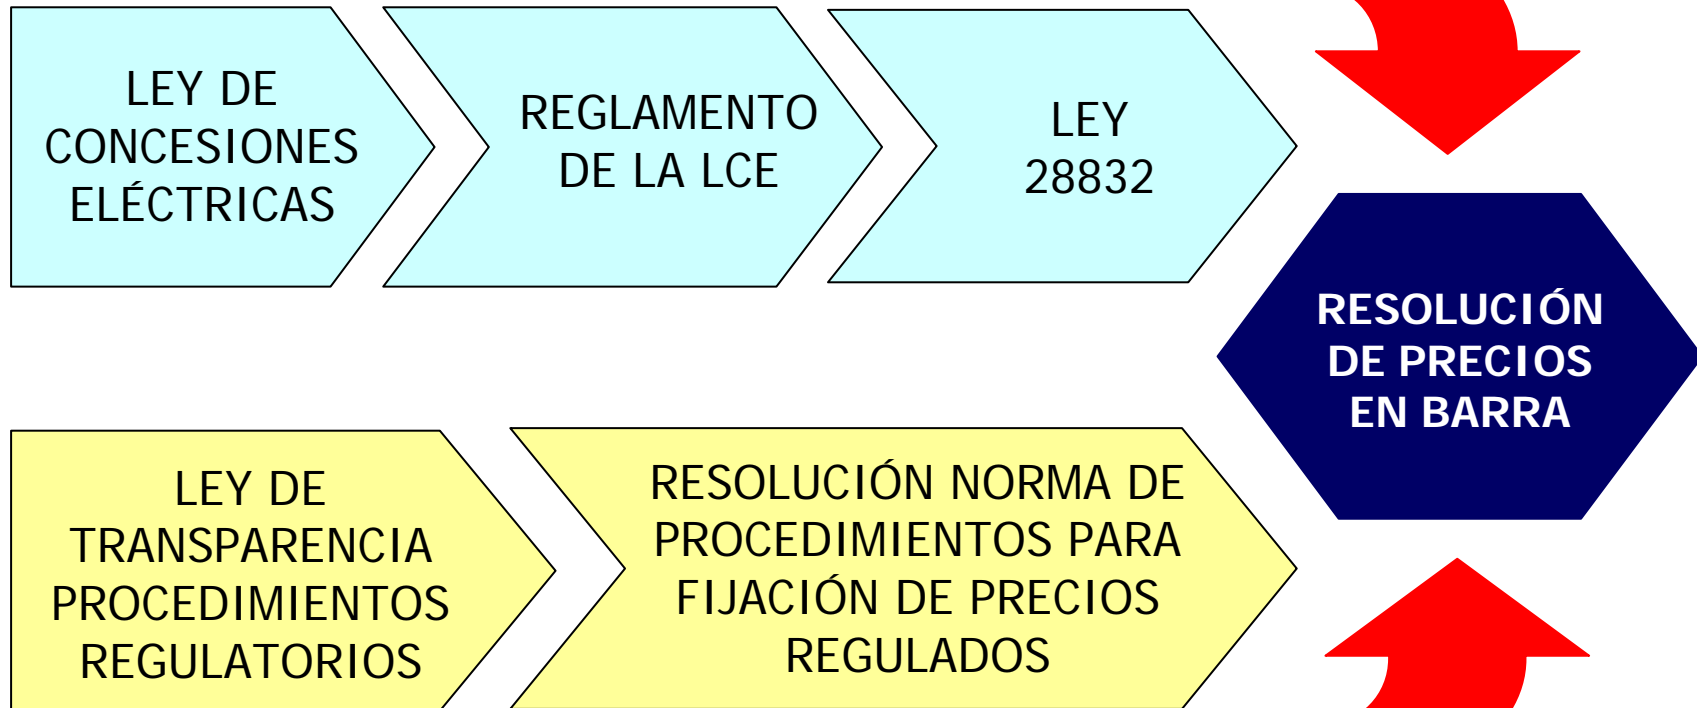 LEY DE
CONCESIONES
ELÉCTRICAS
REGLAMENTO
DE LA LCE
LEY
28832
RESOLUCIÓN
DE PRECIOS
EN BARRA
LEY DE
TRANSPARENCIA
PROCEDIMIENTOS
REGULATORIOS
RESOLUCIÓN NORMA DE
PROCEDIMIENTOS PARA
FIJACIÓN DE PRECIOS
REGULADOS